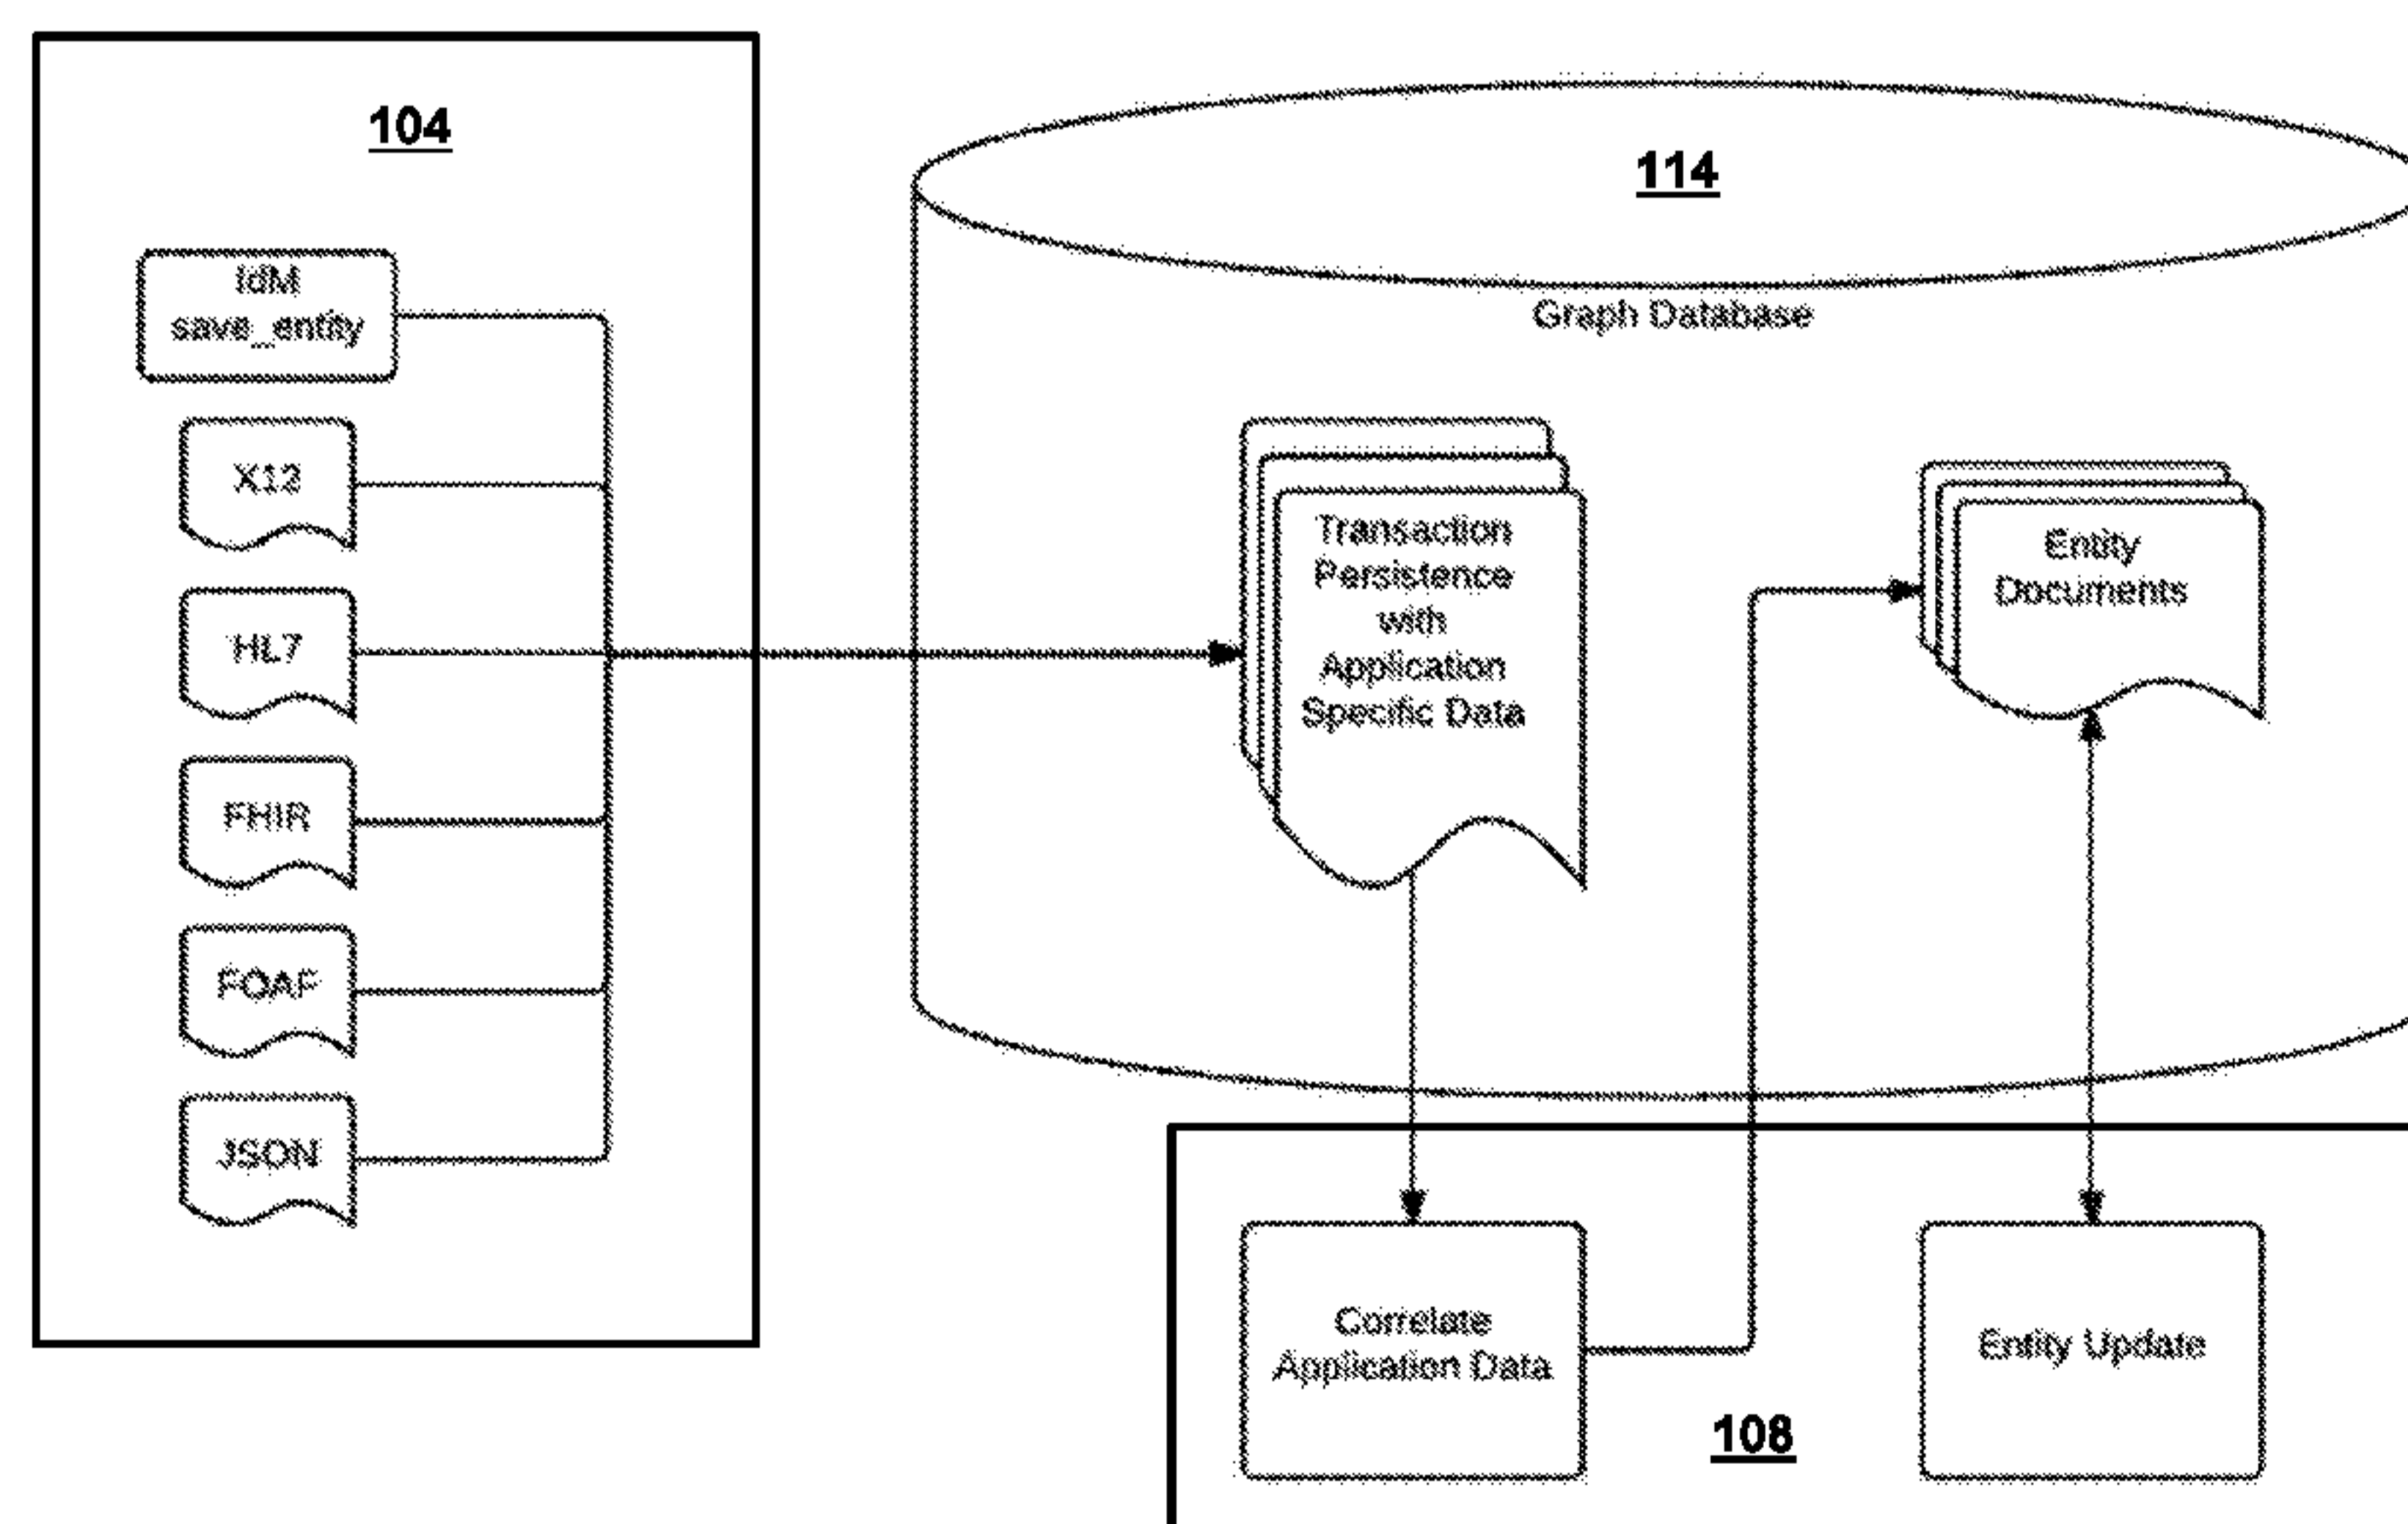 104
IdM
save_entity
X12
HL7
FHIR
FOAF
JSON
114
Graph Database
Transaction
Persistence
with
Application
Specific Data
Entity
Documents
Correlate
Application Data
Entity Update
108